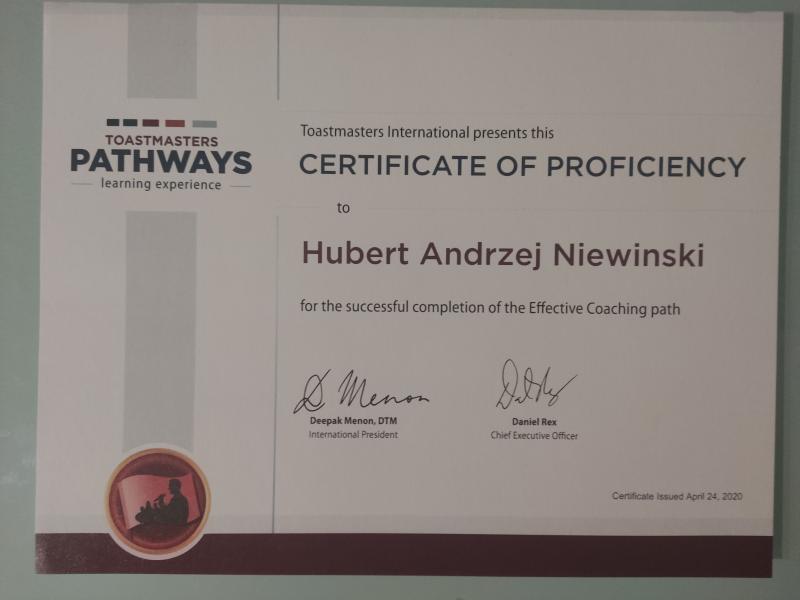 TOASTMASTERS
PATHWAYS
learning experience
Toastmasters International presents this
CERTIFICATE OF PROFICIENCY
to
Hubert Andrzej Niewinski
for the successful completion of the Effective Coaching path
D Menon
Deepak Menon, DTM
International President
Daniel Rex
Chief Executive Officer
Certificate Issued April 24, 2020